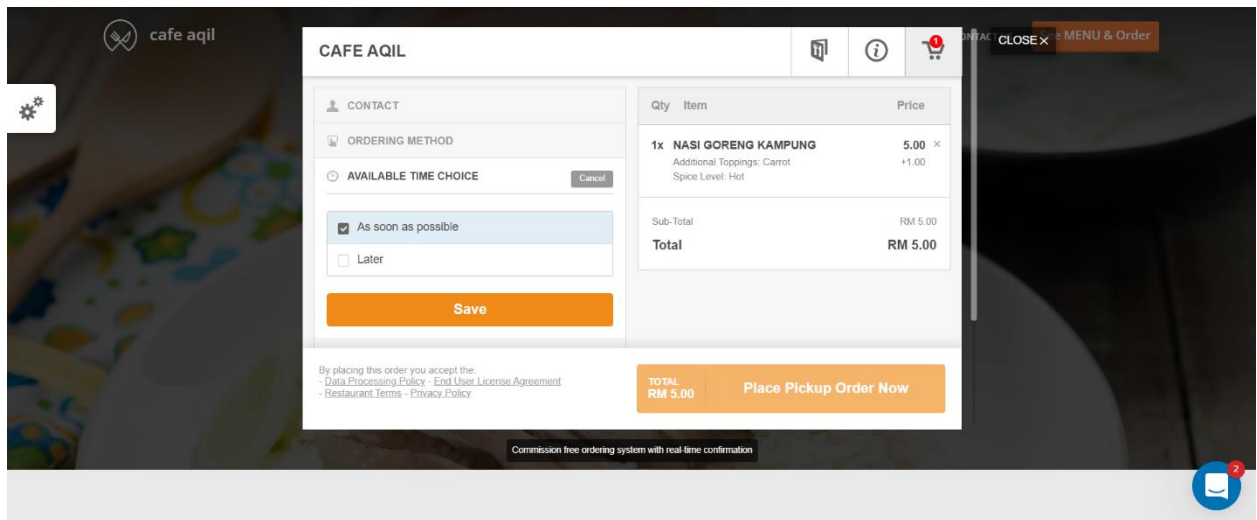 cafe aqil
CAFE AQIL
1
CLOSE ×
MENU & Order
CONTACT
ORDERING METHOD
AVAILABLE TIME CHOICE
Cancel
As soon as possible
Later
Save
Qty Item Price
1x NASI GORENG KAMPUNG 5.00 ×
Additional Toppings: Carrot +1.00
Spice Level: Hot
Sub-Total RM 5.00
Total RM 5.00
By placing this order you accept the:
- Data Processing Policy - End User License Agreement
- Restaurant Terms - Privacy Policy
TOTAL
RM 5.00
Place Pickup Order Now
Commission free ordering system with real-time confirmation
2